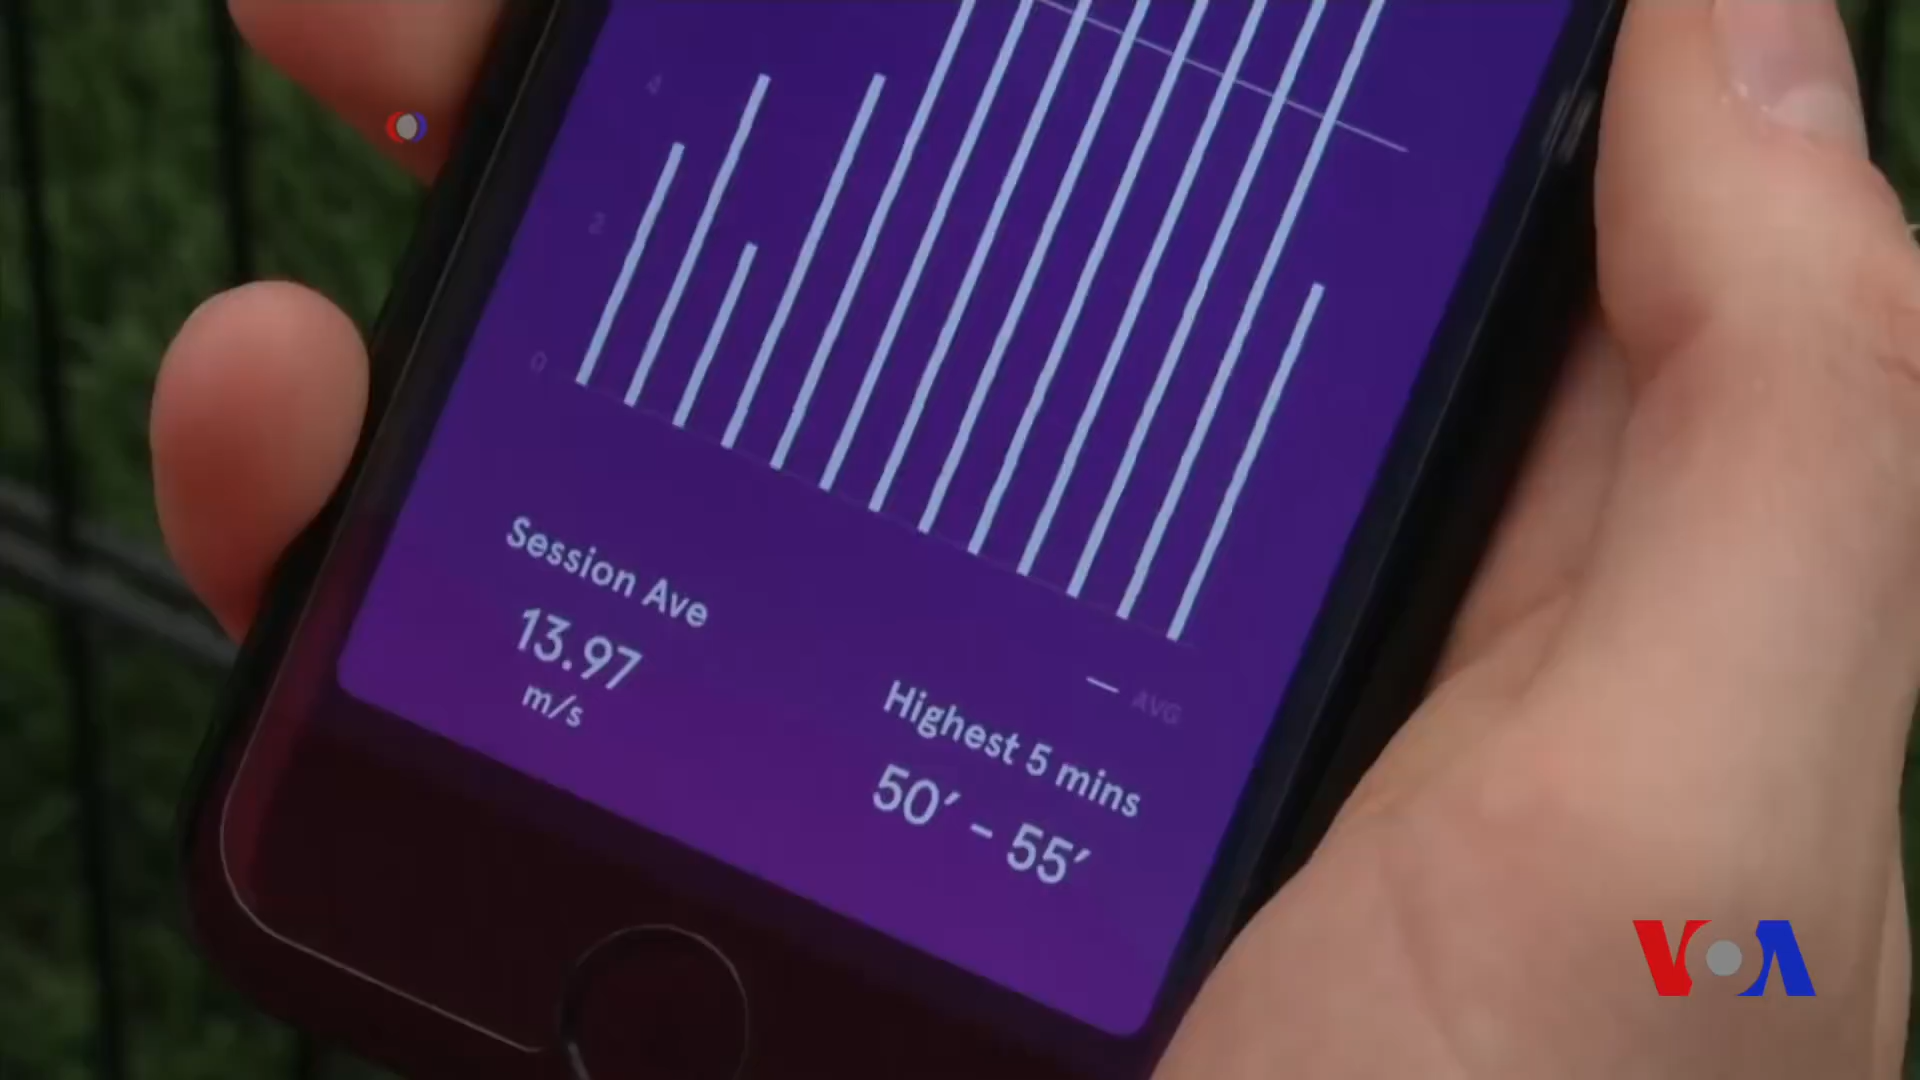 4
2
0
AVG
Session Ave
13.97
m/s
Highest 5 mins
50′ – 55′
VOA